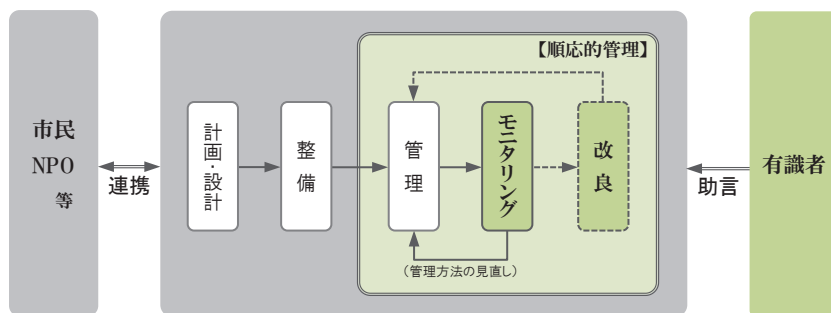 市民
NPO
等
連携
計画・設計
整備
【順応的管理】
管理
モニタリング
改良
（管理方法の見直し）
助言
有識者